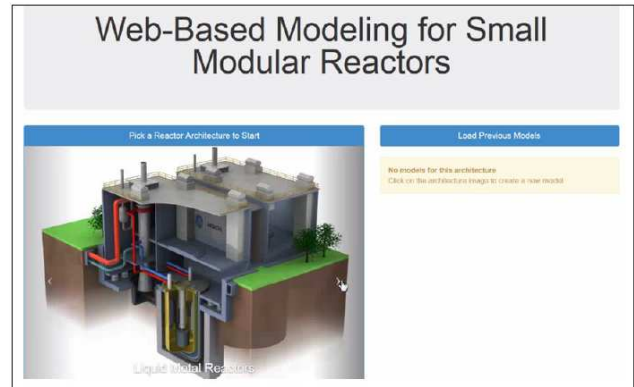 Web-Based Modeling for Small
Modular Reactors
Pick a Reactor Architecture to Start
Load Previous Models
No models for this architecture
Click on the architecture image to create a new model
Liquid Metal Reactors